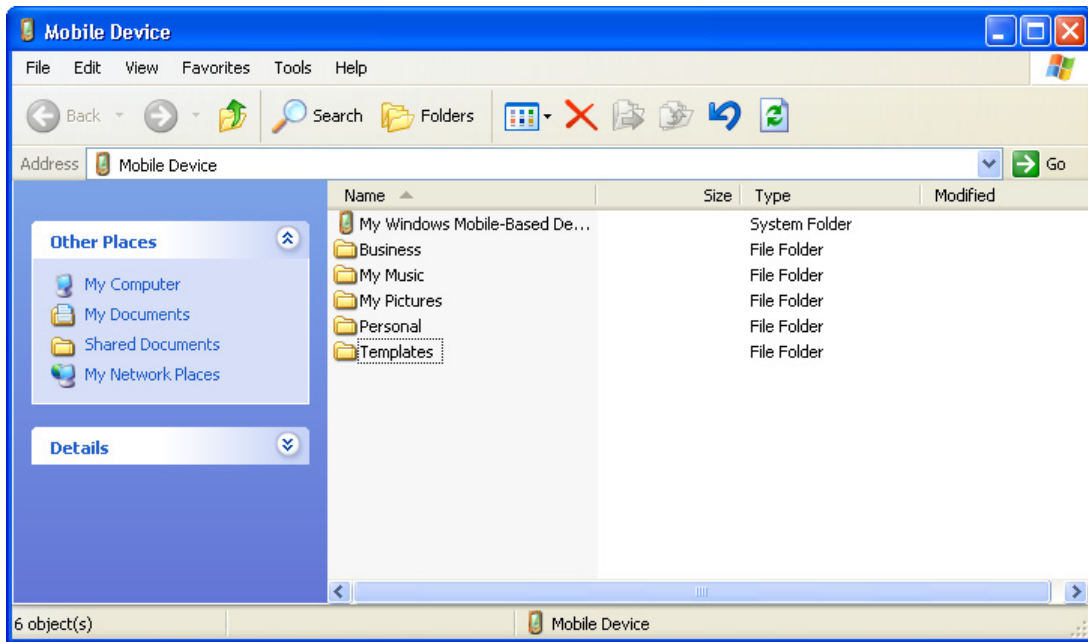 Mobile Device
File Edit View Favorites Tools Help
Back Search Folders
Address Mobile Device Go
Name Size Type Modified
Other Places
My Computer
My Documents
Shared Documents
My Network Places
Details
My Windows Mobile-Based De... System Folder
Business File Folder
My Music File Folder
My Pictures File Folder
Personal File Folder
Templates File Folder
6 object(s) Mobile Device